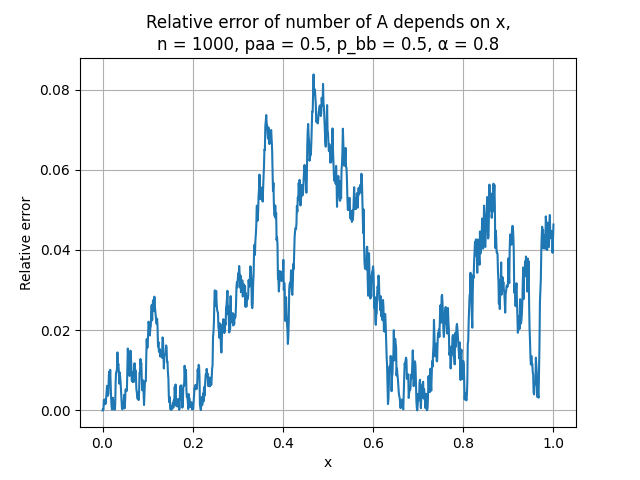 Relative error of number of A depends on x,
n = 1000, paa = 0.5, p_bb = 0.5, α = 0.8
Relative error
0.08
0.06
0.04
0.02
0.00
0.0 0.2 0.4 0.6 0.8 1.0
x